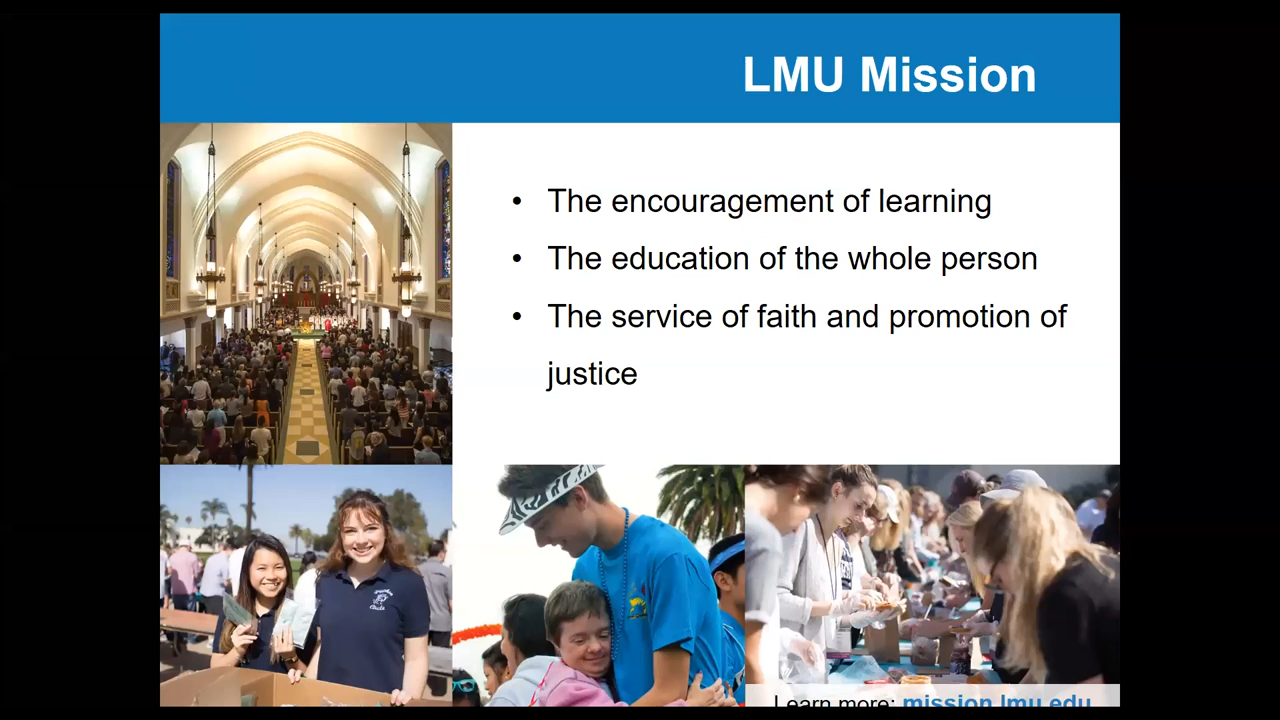 LMU Mission
• The encouragement of learning
• The education of the whole person
• The service of faith and promotion of
justice
Learn more: mission.lmu.edu